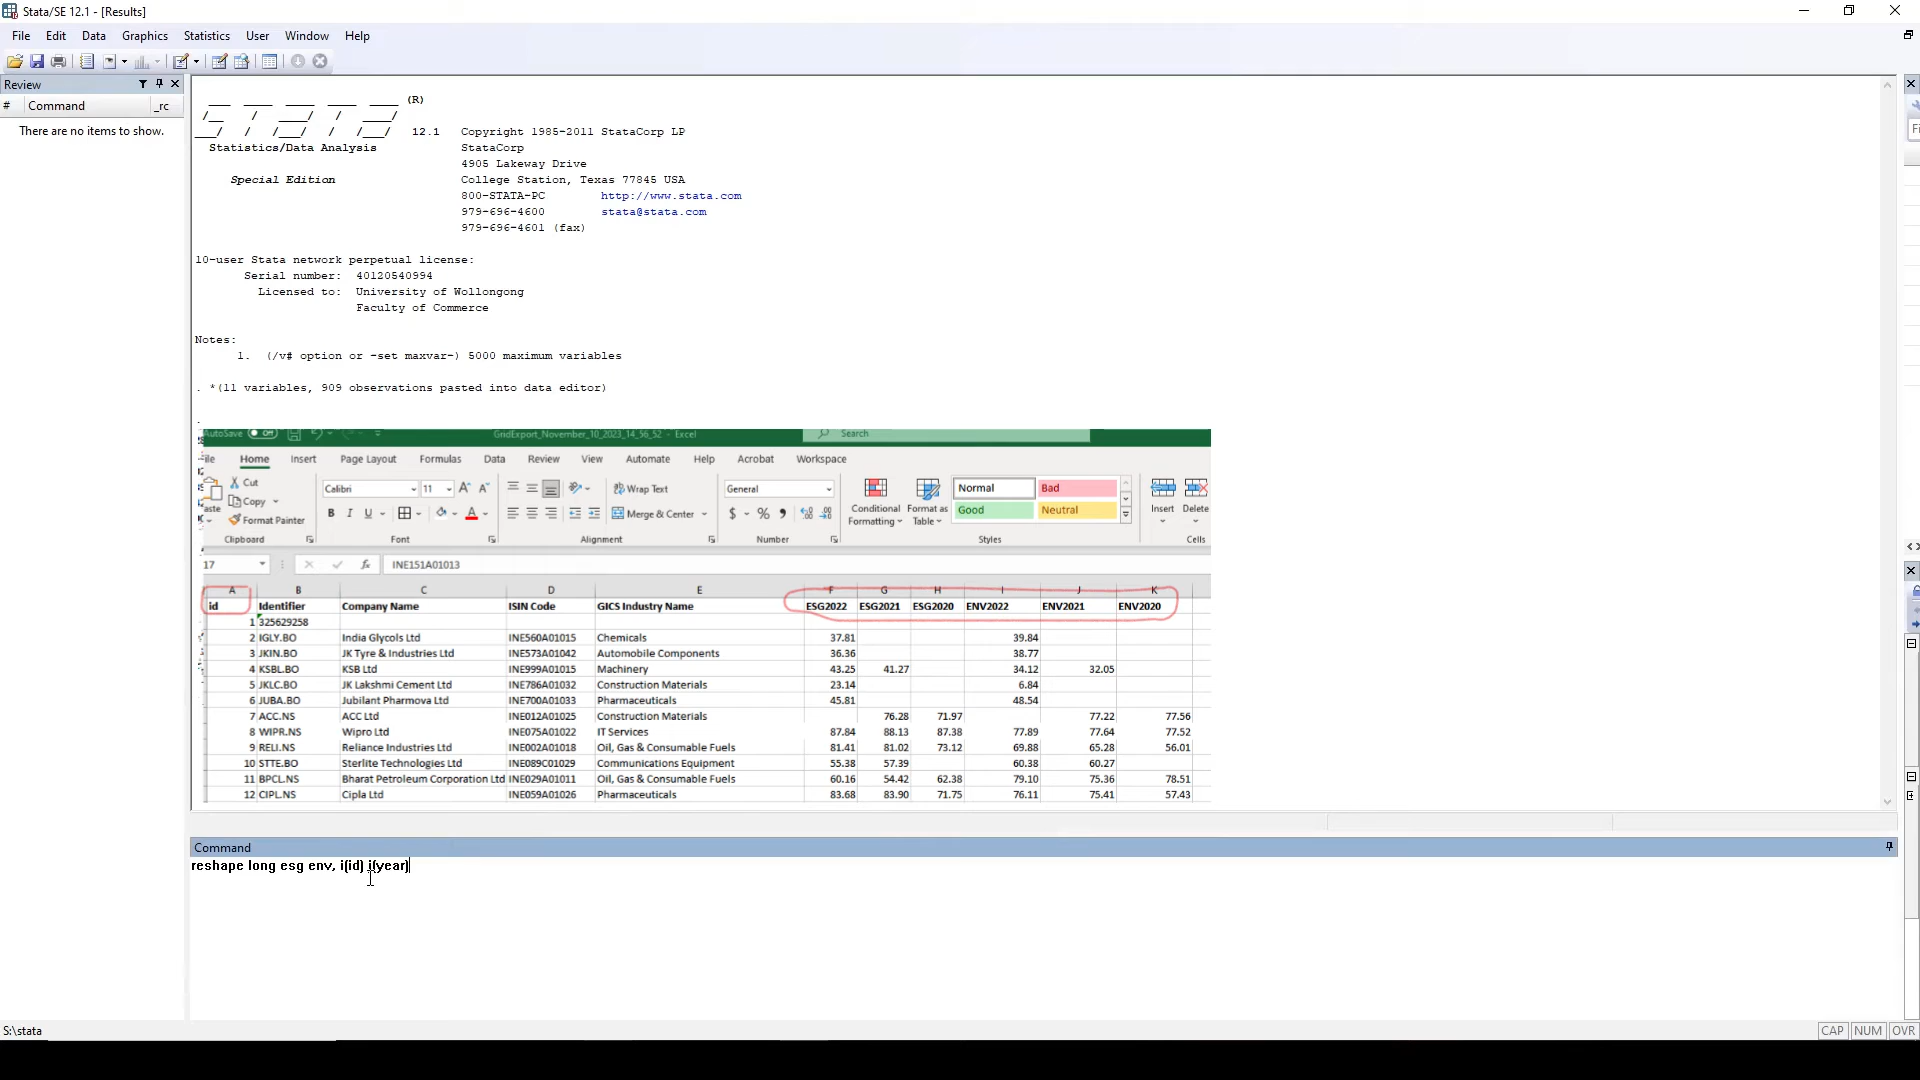 Stata/SE 12.1 - [Results]
File Edit Data Graphics Statistics User Window Help
Review
# Command _rc
There are no items to show.
(R)
12.1 Copyright 1985-2011 StataCorp LP
Statistics/Data Analysis StataCorp
4905 Lakeway Drive
Special Edition College Station, Texas 77845 USA
800-STATA-PC http://www.stata.com
979-696-4600 stata@stata.com
979-696-4601 (fax)
10-user Stata network perpetual license:
Serial number: 40120540994
Licensed to: University of Wollongong
Faculty of Commerce
Notes:
1. (/v# option or -set maxvar-) 5000 maximum variables
. *(11 variables, 909 observations pasted into data editor)
.
AutoSave Off GridExport_November_10_2023_14_56_52 - Excel Search
File Home Insert Page Layout Formulas Data Review View Automate Help Acrobat Workspace
Cut Calibri 11 Wrap Text General Normal Bad
Copy Conditional Format as Insert Delete
Format Painter Merge & Center Formatting Table Good Neutral
Clipboard Font Alignment Number Styles Cells
17 fx INE151A01013
A B C D E F G H I J K
id Identifier Company Name ISIN Code GICS Industry Name ESG2022 ESG2021 ESG2020 ENV2022 ENV2021 ENV2020
1 325629258
2 IGLY.BO India Glycols Ltd INE560A01015 Chemicals 37.81 39.84
3 JKIN.BO JK Tyre & Industries Ltd INE573A01042 Automobile Components 36.36 38.77
4 KSBL.BO KSB Ltd INE999A01015 Machinery 43.25 41.27 34.12 32.05
5 JKLC.BO JK Lakshmi Cement Ltd INE786A01032 Construction Materials 23.14 6.84
6 JUBA.BO Jubilant Pharmova Ltd INE700A01033 Pharmaceuticals 45.81 48.54
7 ACC.NS ACC Ltd INE012A01025 Construction Materials 76.28 71.97 77.22 77.56
8 WIPR.NS Wipro Ltd INE075A01022 IT Services 87.84 88.13 87.38 77.89 77.64 77.52
9 RELI.NS Reliance Industries Ltd INE002A01018 Oil, Gas & Consumable Fuels 81.41 81.02 73.12 69.88 65.28 56.01
10 STTE.BO Sterlite Technologies Ltd INE089C01029 Communications Equipment 55.38 57.39 60.38 60.27
11 BPCL.NS Bharat Petroleum Corporation Ltd INE029A01011 Oil, Gas & Consumable Fuels 60.16 54.42 62.38 79.10 75.36 78.51
12 CIPL.NS Cipla Ltd INE059A01026 Pharmaceuticals 83.68 83.90 71.75 76.11 75.41 57.43
Command
reshape long esg env, i(id) i(year)
S:\stata CAP NUM OVR